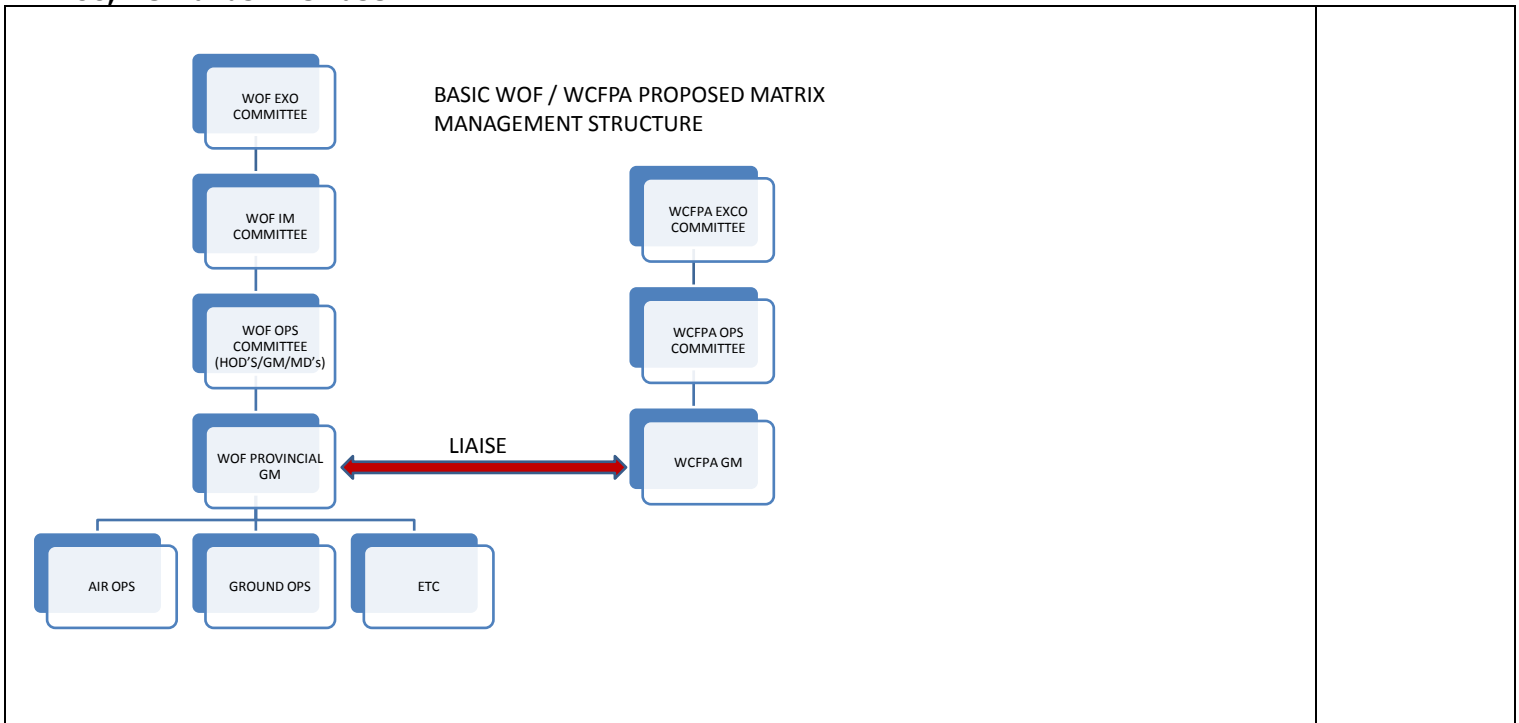 WOF EXO
COMMITTEE
BASIC WOF / WCFPA PROPOSED MATRIX
MANAGEMENT STRUCTURE
WOF IM
COMMITTEE
WCFPA EXCO
COMMITTEE
WOF OPS
COMMITTEE
(HOD'S/GM/MD's)
WCFPA OPS
COMMITTEE
WOF PROVINCIAL
GM
LIAISE
WCFPA GM
AIR OPS
GROUND OPS
ETC